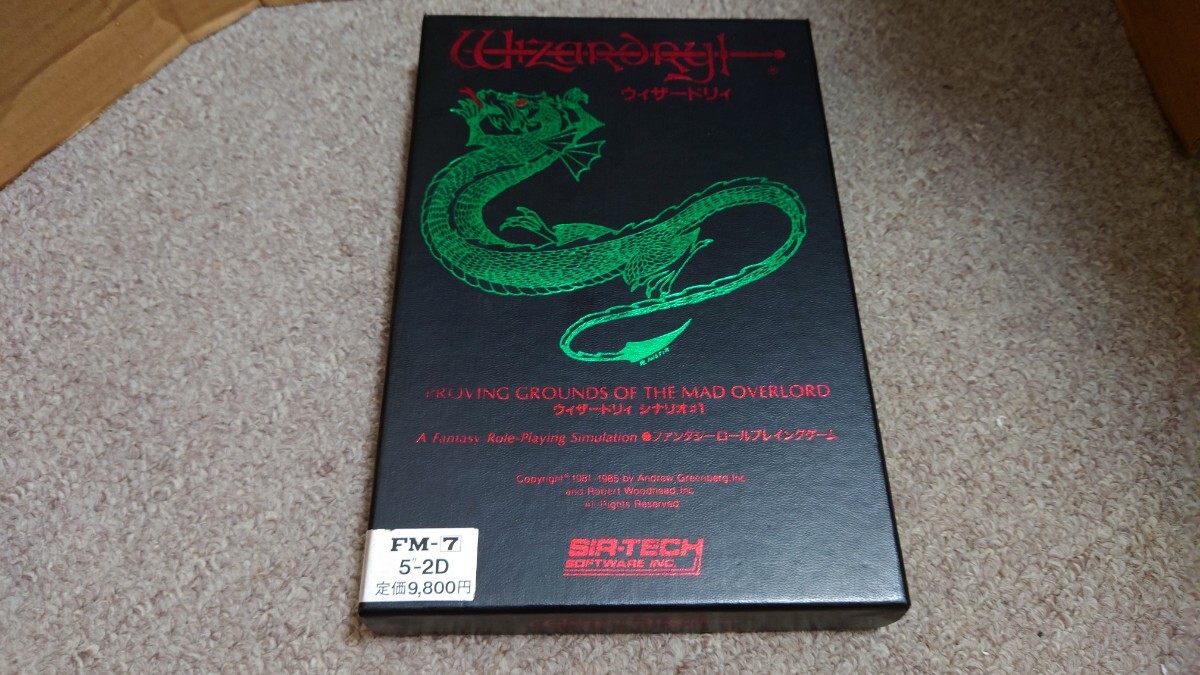 Wizardry
ウィザードリィ
R. AUSTIN
PROVING GROUNDS OF THE MAD OVERLORD
ウィザードリィ シナリオ#1
A Fantasy Role-Playing Simulation ●ファンタジーロールプレイングゲーム
Copyright© 1981-1985 by Andrew Greenberg, Inc.
and Robert Woodhead, Inc.
All Rights Reserved
SIR-TECH
SOFTWARE INC.
FM-7
5"-2D
定価9,800円